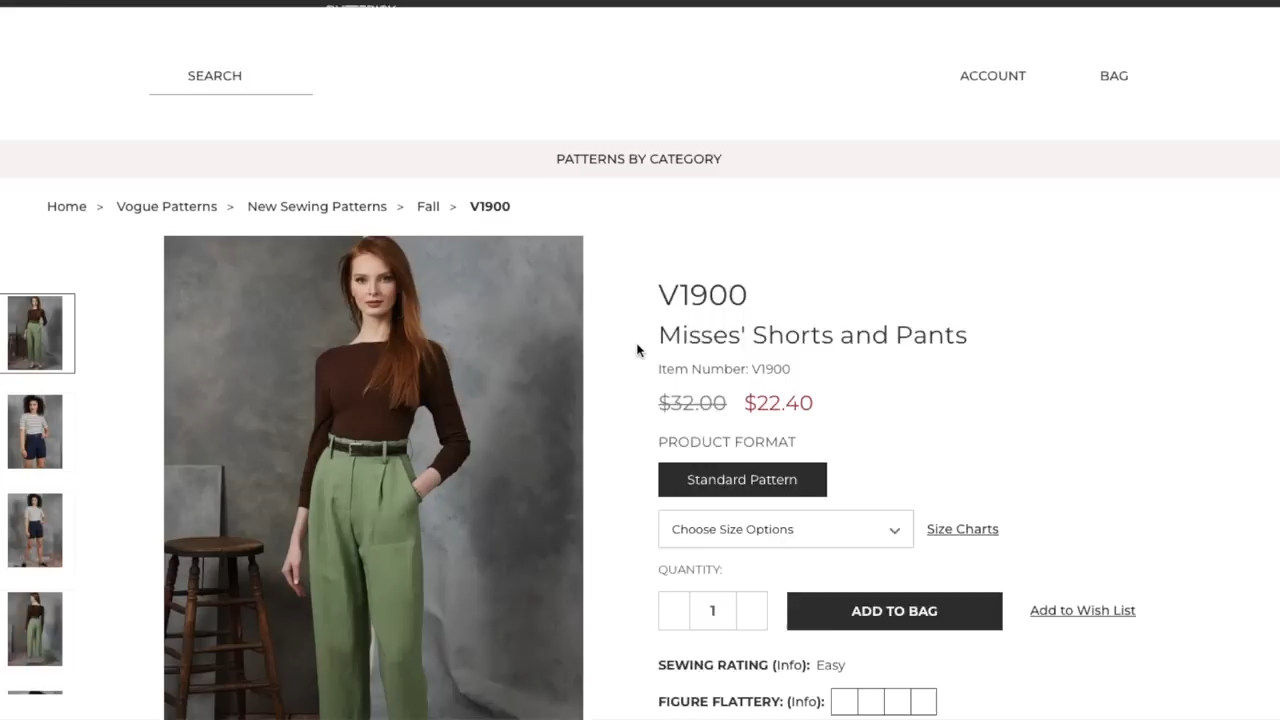 SEARCH
ACCOUNT
BAG
PATTERNS BY CATEGORY
Home > Vogue Patterns > New Sewing Patterns > Fall > V1900
V1900
Misses' Shorts and Pants
Item Number: V1900
$32.00 $22.40
PRODUCT FORMAT
Standard Pattern
Choose Size Options
Size Charts
QUANTITY:
1
ADD TO BAG
Add to Wish List
SEWING RATING (Info): Easy
FIGURE FLATTERY: (Info):